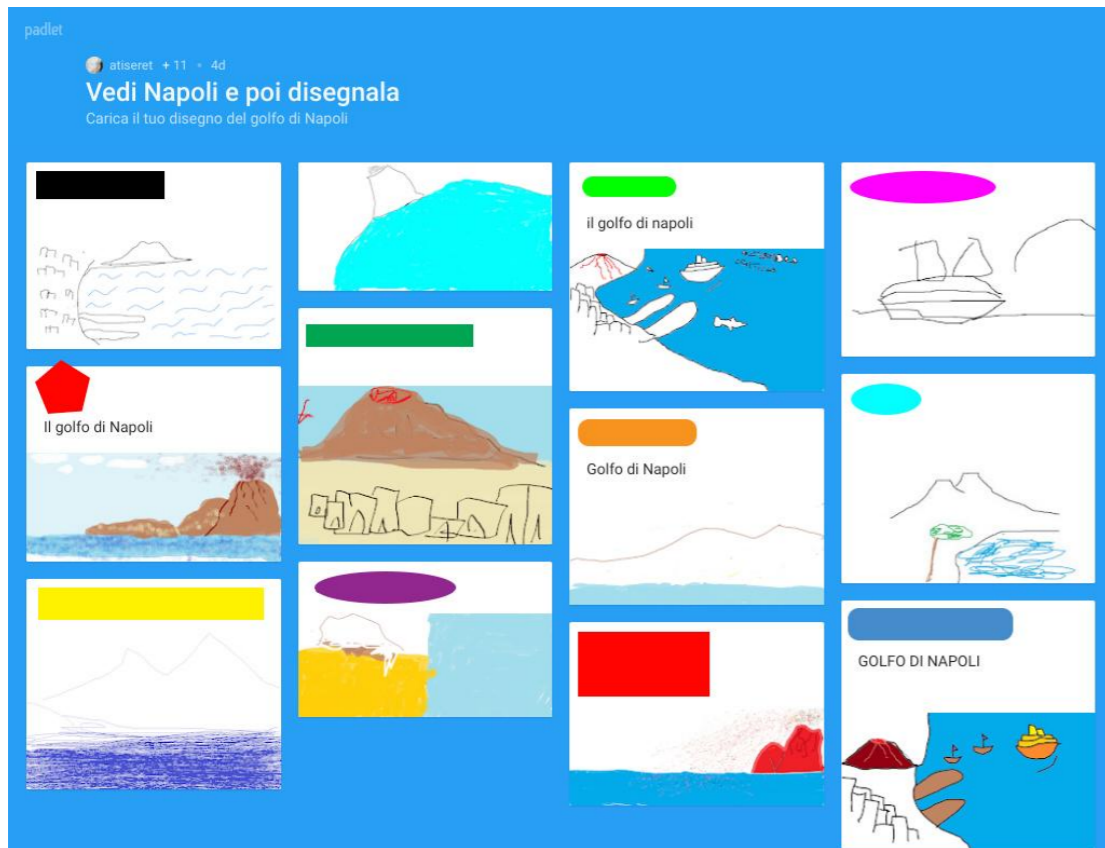 padlet
atiseret + 11 • 4d
Vedi Napoli e poi disegnala
Carica il tuo disegno del golfo di Napoli
Il golfo di Napoli
il golfo di napoli
Golfo di Napoli
GOLFO DI NAPOLI